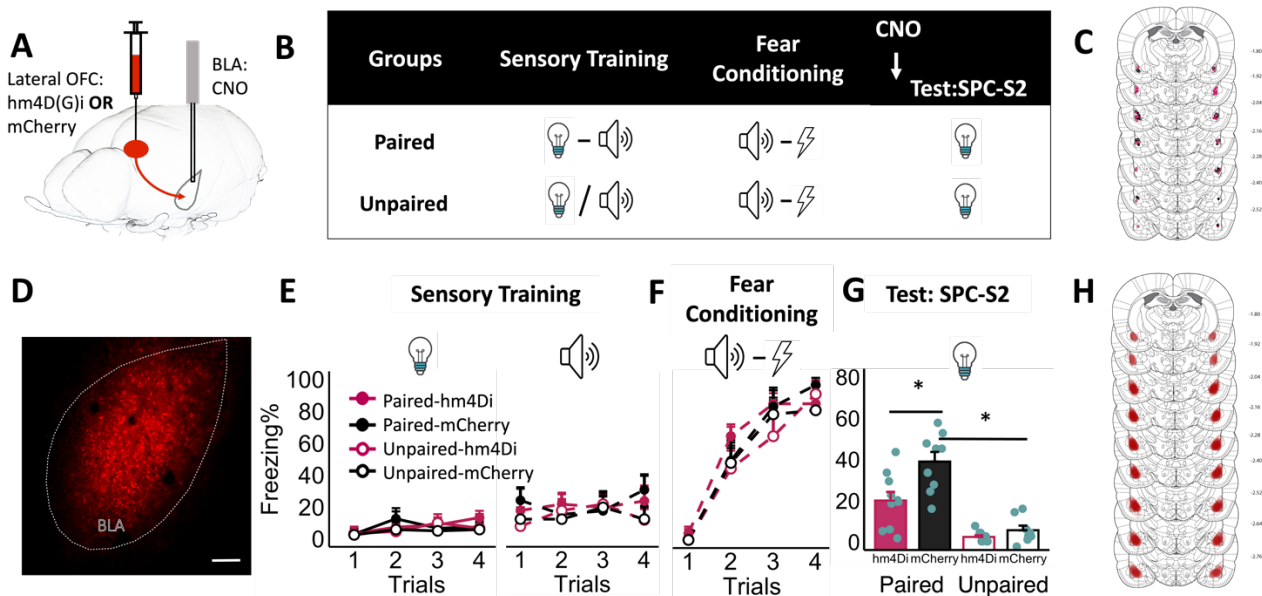 A
Lateral OFC:
hm4D(G)i OR
mCherry
BLA:
CNO
B
Groups
Sensory Training
Fear
Conditioning
CNO
Test:SPC-S2
Paired
–
–
Unpaired
/
–
C
-1.80
-1.92
-2.04
-2.16
-2.28
-2.40
-2.52
D
BLA
E
Sensory Training
Freezing%
100
80
60
40
20
0
Paired-hm4Di
Paired-mCherry
Unpaired-hm4Di
Unpaired-mCherry
1 2 3 4
Trials
1 2 3 4
Trials
F
Fear
Conditioning
–
1 2 3 4
Trials
G
Test: SPC-S2
80
60
40
20
0
*
*
hm4Di mCherry hm4Di mCherry
Paired Unpaired
H
-1.80
-1.92
-2.04
-2.16
-2.28
-2.40
-2.52
-2.64
-2.76